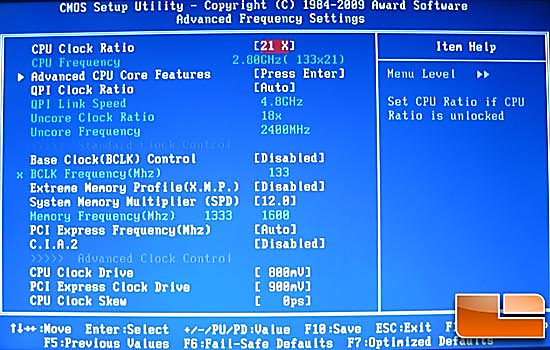 CMOS Setup Utility - Copyright (C) 1984-2009 Award Software
Advanced Frequency Settings
CPU Clock Ratio [21 X]
CPU Frequency 2.80GHz( 133x21)
▶ Advanced CPU Core Features [Press Enter]
QPI Clock Ratio [Auto]
QPI Link Speed 4.8GHz
Uncore Clock Ratio 18x
Uncore Frequency 2400MHz
>>>>> Standard Clock Control
Base Clock(BCLK) Control [Disabled]
x BCLK Frequency(Mhz) 133
Extreme Memory Profile(X.M.P.) [Disabled]
System Memory Multiplier (SPD) [12.0]
Memory Frequency(Mhz) 1333 1600
PCI Express Frequency(Mhz) [Auto]
C.I.A.2 [Disabled]
>>>>> Advanced Clock Control
CPU Clock Drive [ 800mV]
PCI Express Clock Drive [ 900mV]
CPU Clock Skew [ 0ps]
Item Help
Menu Level ▶▶
Set CPU Ratio if CPU
Ratio is unlocked
↑↓→←:Move Enter:Select +/-/PU/PD:Value F10:Save ESC:Exit
F5:Previous Values F6:Fail-Safe Defaults F7:Optimized Defaults